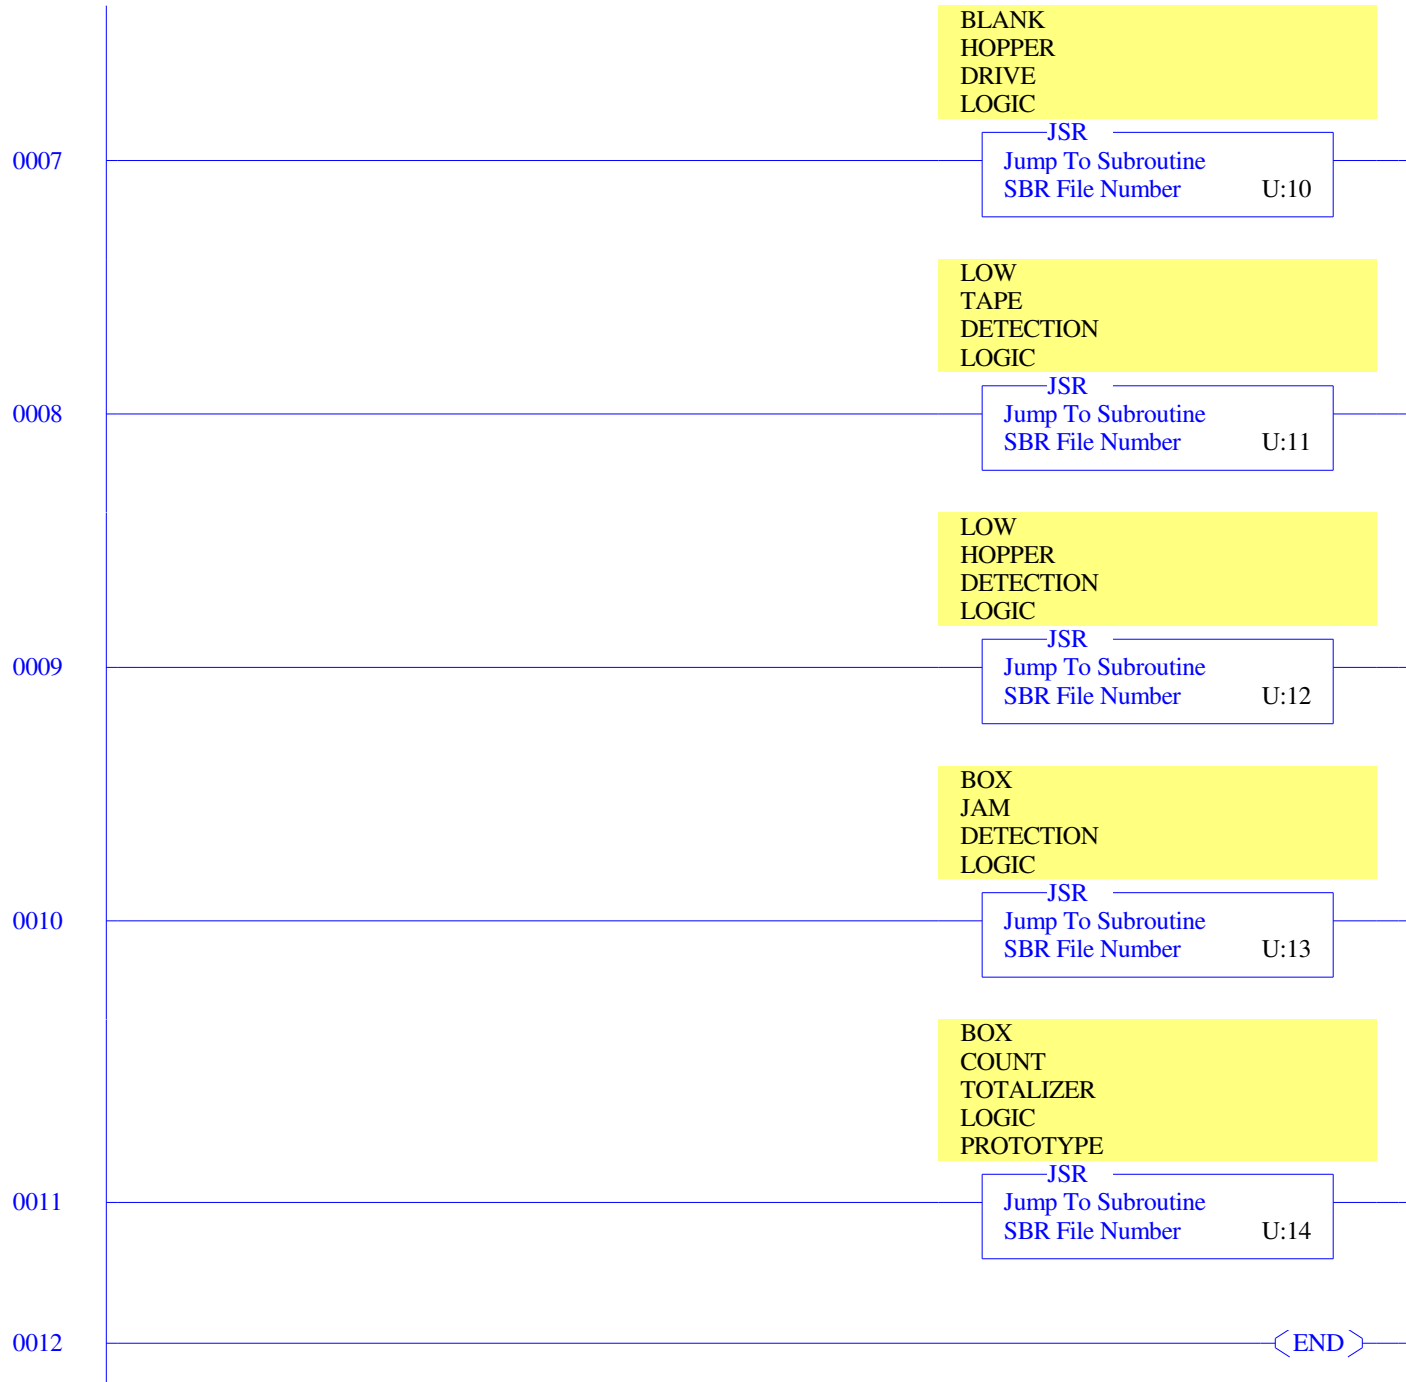 BLANK
HOPPER
DRIVE
LOGIC
JSR
0007
Jump To Subroutine
SBR File Number U:10
LOW
TAPE
DETECTION
LOGIC
JSR
0008
Jump To Subroutine
SBR File Number U:11
LOW
HOPPER
DETECTION
LOGIC
JSR
0009
Jump To Subroutine
SBR File Number U:12
BOX
JAM
DETECTION
LOGIC
JSR
0010
Jump To Subroutine
SBR File Number U:13
BOX
COUNT
TOTALIZER
LOGIC
PROTOTYPE
JSR
0011
Jump To Subroutine
SBR File Number U:14
0012
END